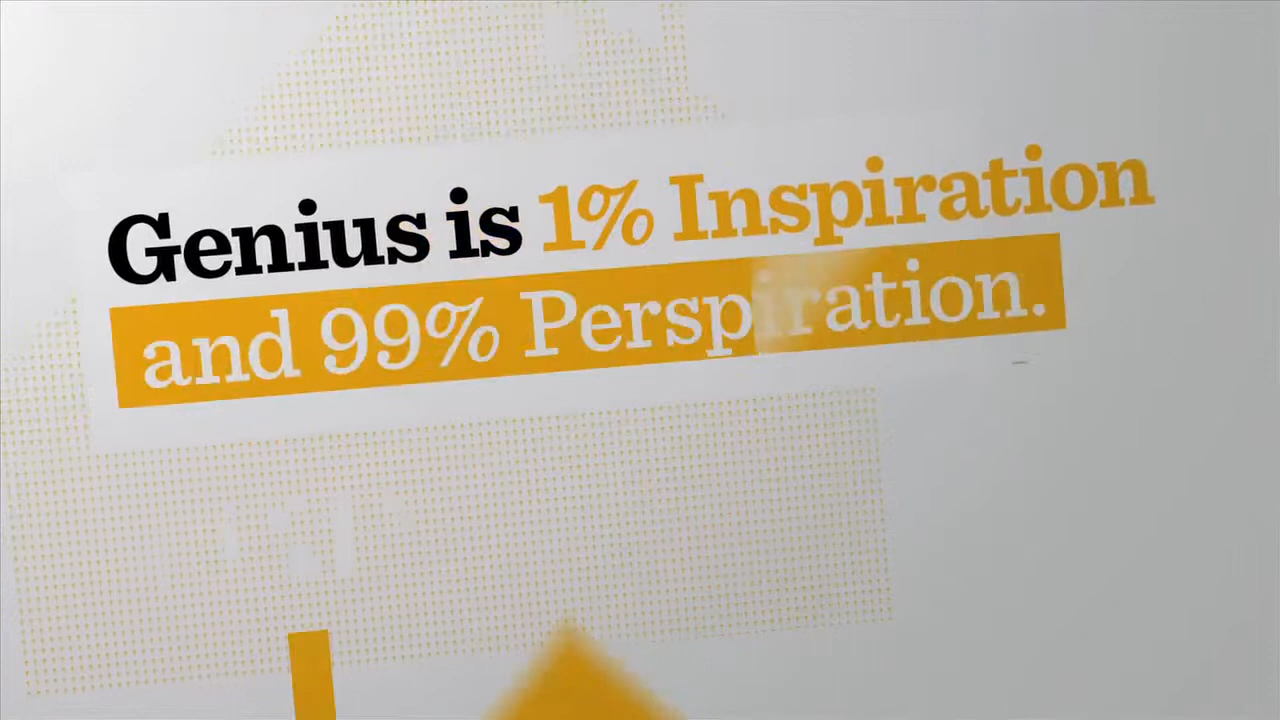 Genius is 1% Inspiration
and 99% Perspiration.